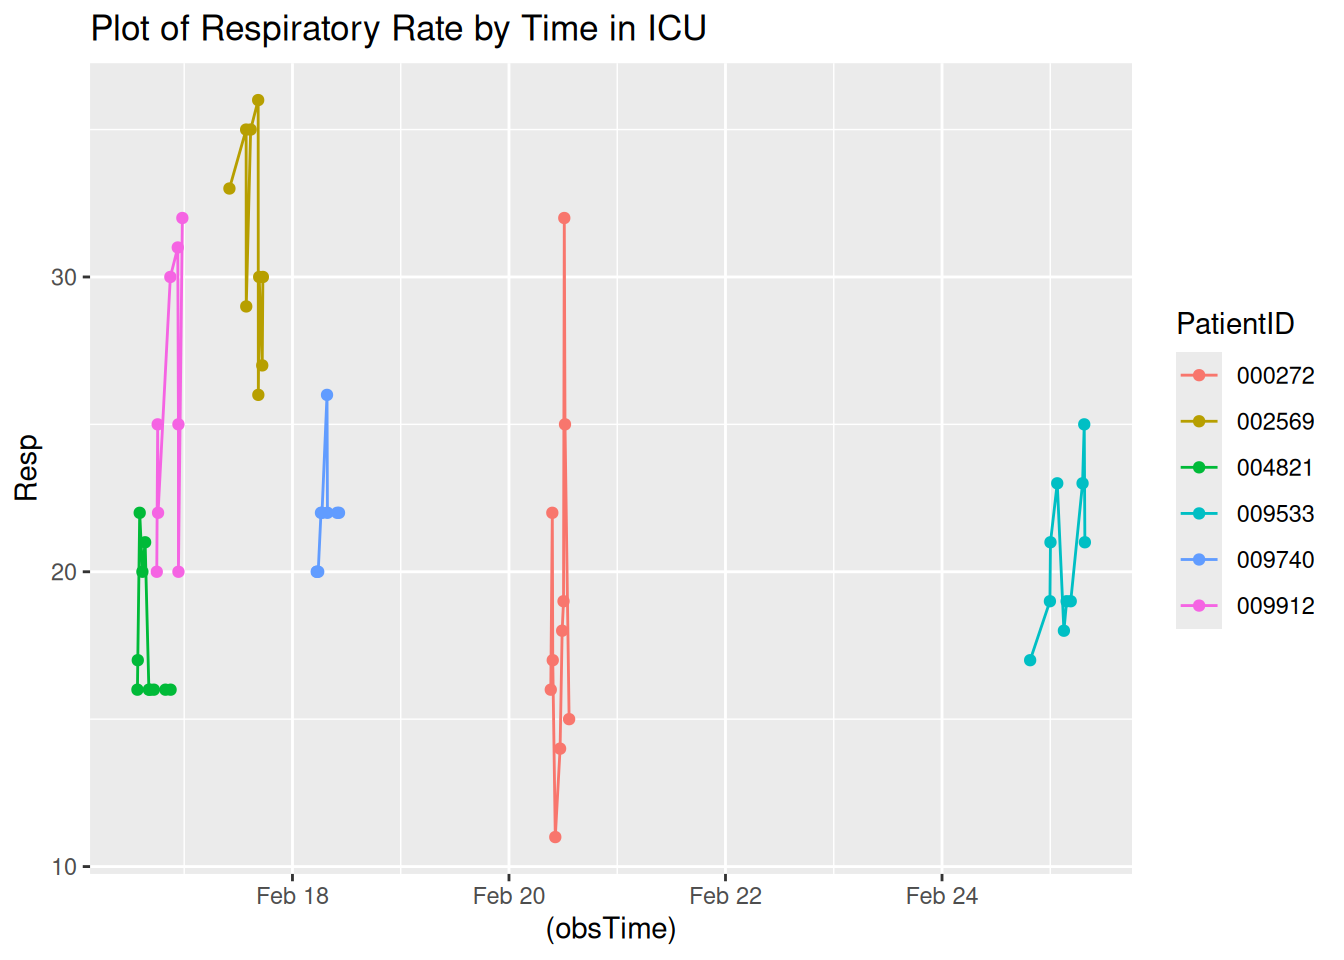 Plot of Respiratory Rate by Time in ICU
Resp
30
20
10
Feb 18
Feb 20
Feb 22
Feb 24
(obsTime)
PatientID
000272
002569
004821
009533
009740
009912